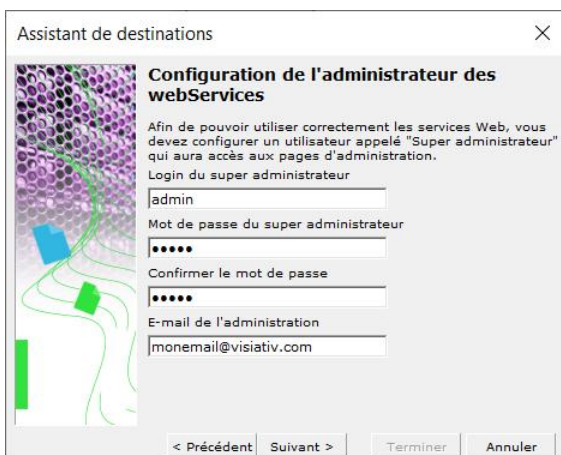 Assistant de destinations
Configuration de l'administrateur des
webServices
Afin de pouvoir utiliser correctement les services Web, vous
devez configurer un utilisateur appelé "Super administrateur"
qui aura accès aux pages d'administration.
Login du super administrateur
admin
Mot de passe du super administrateur
•••••
Confirmer le mot de passe
•••••
E-mail de l'administration
monemail@visiativ.com
< Précédent Suivant > Terminer Annuler